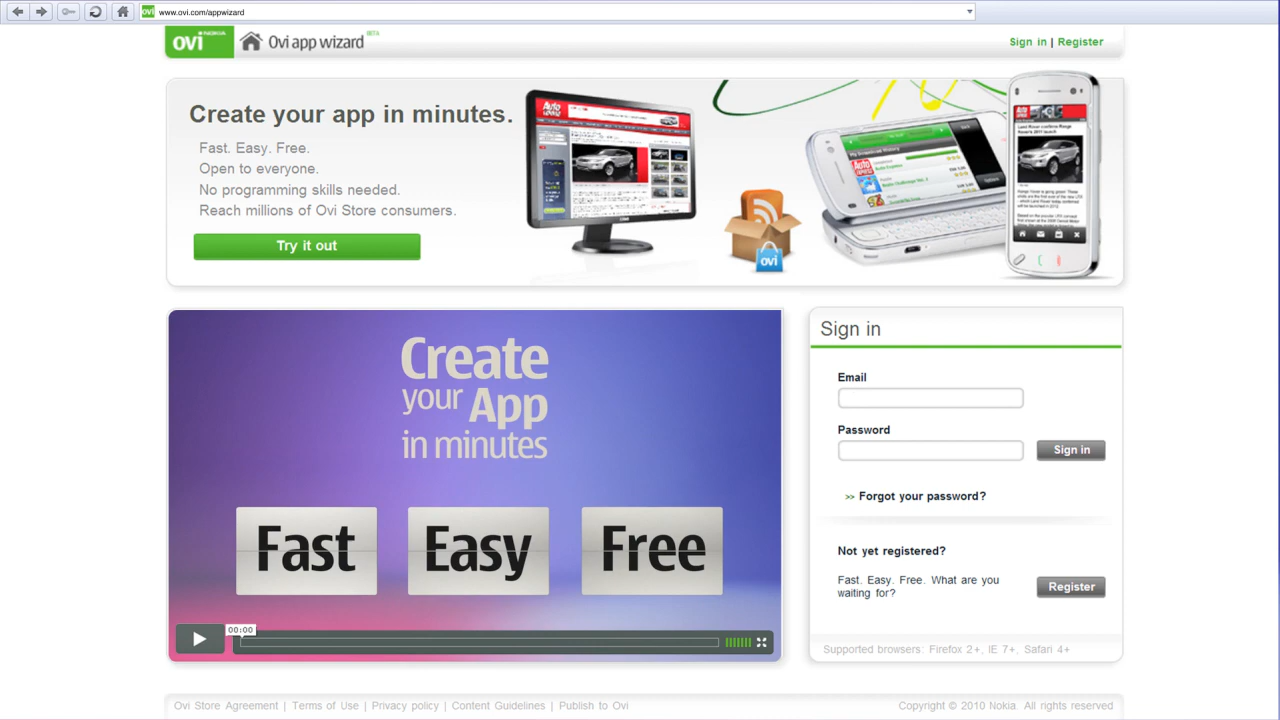 www.ovi.com/appwizard
ovi NOKIA
Ovi app wizard BETA
Sign in | Register
Create your app in minutes.
Fast. Easy. Free.
Open to everyone.
No programming skills needed.
Reach millions of Ovi Store consumers.
Try it out
ovi
Create
your App
in minutes
Fast Easy Free
00:00
Sign in
Email
Password
Sign in
>> Forgot your password?
Not yet registered?
Fast. Easy. Free. What are you
waiting for?
Register
Supported browsers: Firefox 2+, IE 7+, Safari 4+
Ovi Store Agreement | Terms of Use | Privacy policy | Content Guidelines | Publish to Ovi
Copyright © 2010 Nokia. All rights reserved